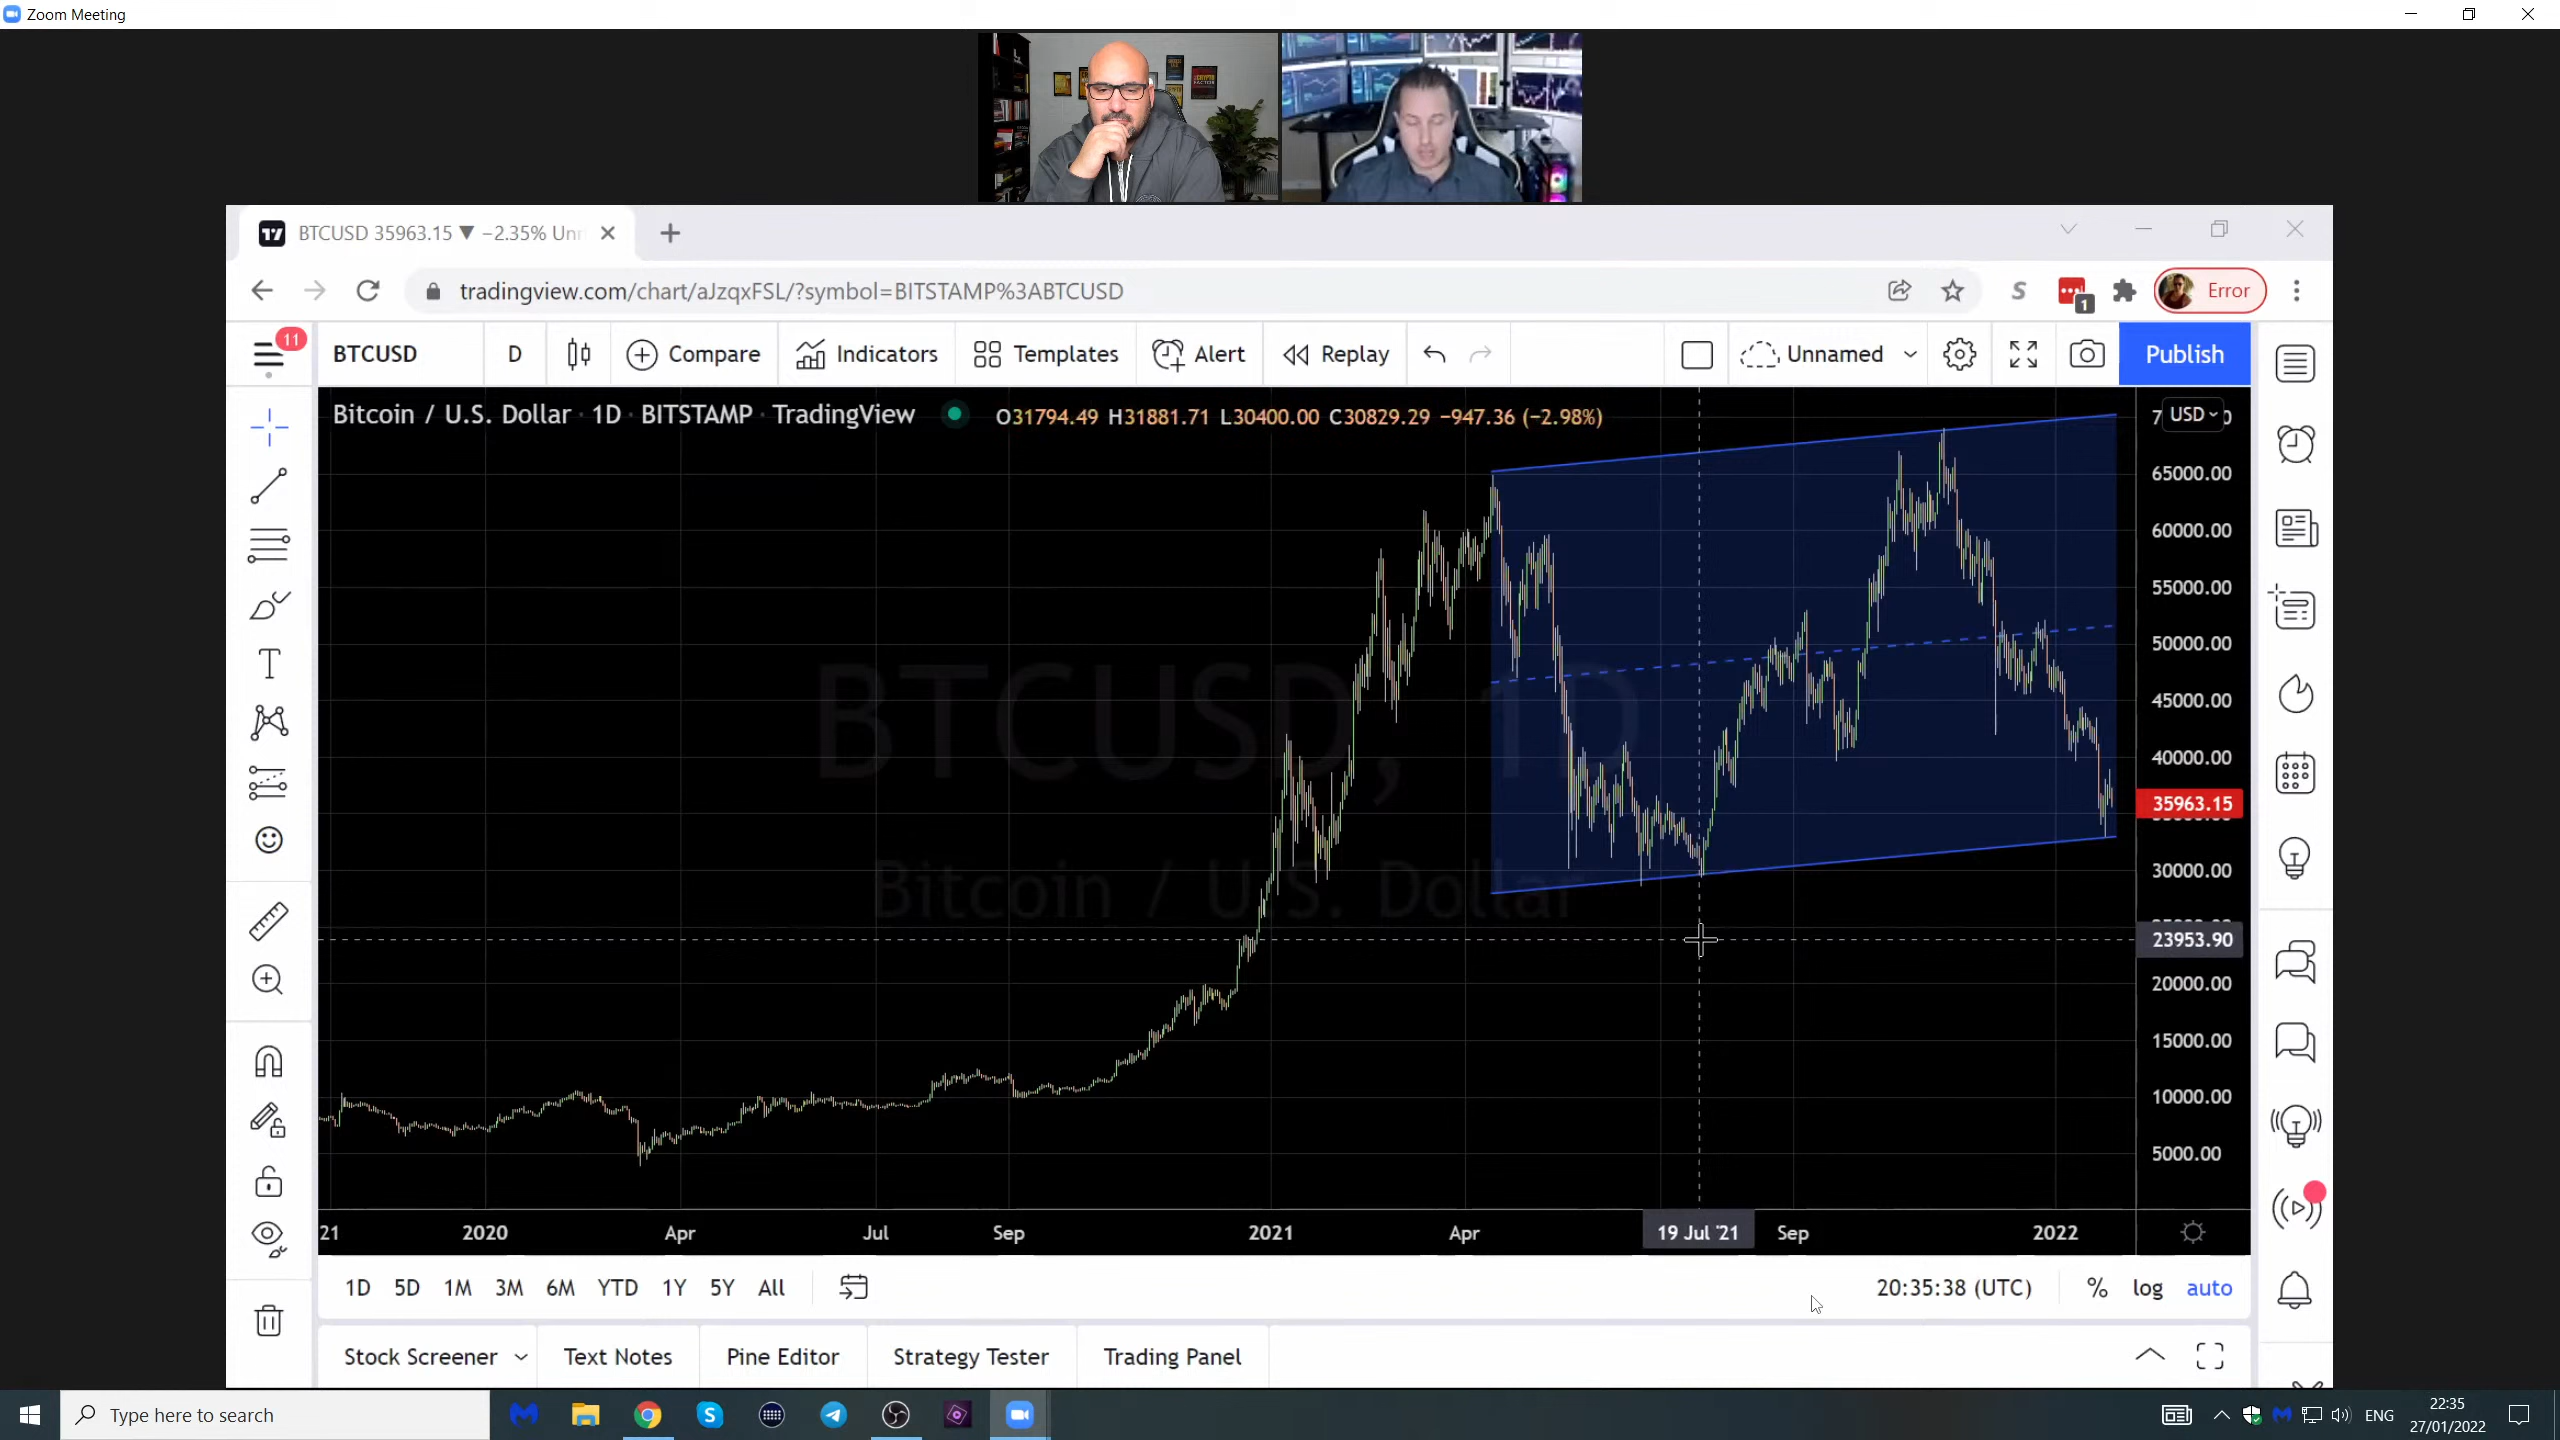 Zoom Meeting
BTCUSD 35963.15 ▼ −2.35% Unn
tradingview.com/chart/aJzqxFSL/?symbol=BITSTAMP%3ABTCUSD
1
Error
11
BTCUSD
D
Compare
Indicators
Templates
Alert
Replay
Unnamed
Publish
Bitcoin / U.S. Dollar · 1D · BITSTAMP · TradingView
O31794.49 H31881.71 L30400.00 C30829.29 −947.36 (−2.98%)
USD
65000.00
60000.00
55000.00
50000.00
45000.00
40000.00
35963.15
30000.00
23953.90
20000.00
15000.00
10000.00
5000.00
BTCUSD, 1D
Bitcoin / U.S. Dollar
21
2020
Apr
Jul
Sep
2021
Apr
19 Jul '21
Sep
2022
1D 5D 1M 3M 6M YTD 1Y 5Y All
20:35:38 (UTC)
%
log
auto
Stock Screener
Text Notes
Pine Editor
Strategy Tester
Trading Panel
Type here to search
ENG
22:35
27/01/2022